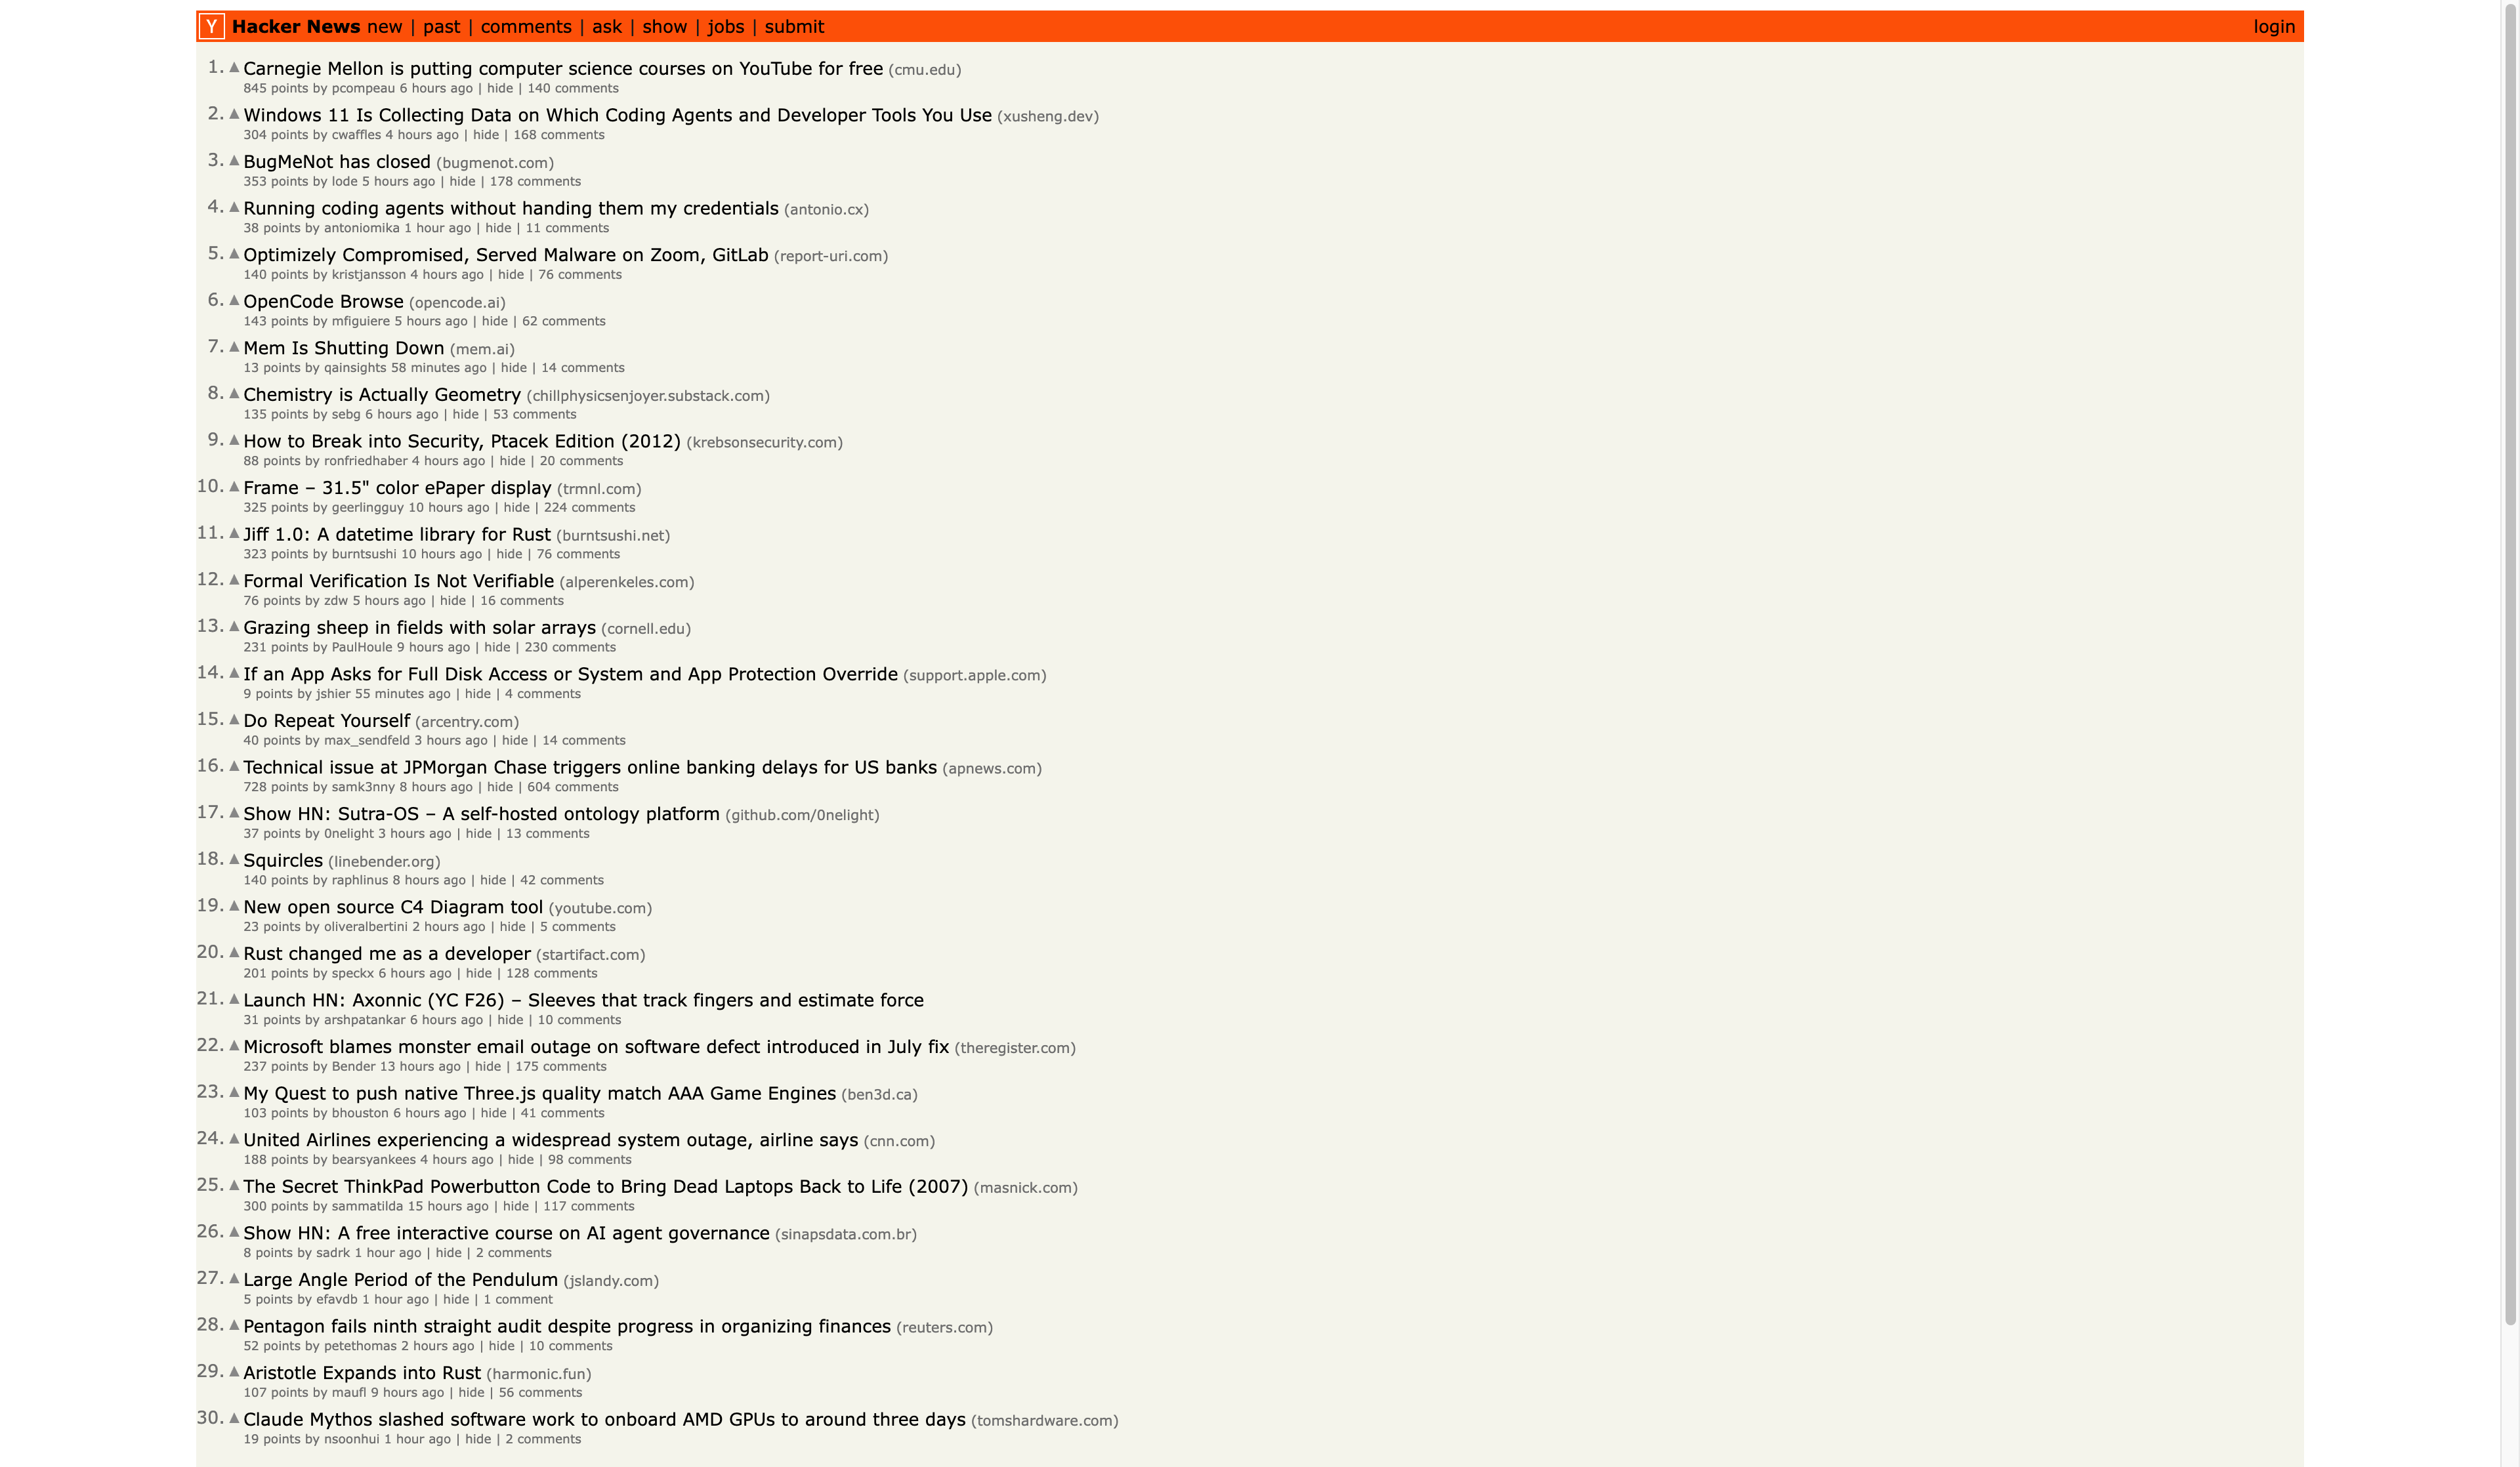 Y Hacker News new | past | comments | ask | show | jobs | submit login
1. ▲ Carnegie Mellon is putting computer science courses on YouTube for free (cmu.edu)
845 points by pcompeau 6 hours ago | hide | 140 comments
2. ▲ Windows 11 Is Collecting Data on Which Coding Agents and Developer Tools You Use (xusheng.dev)
304 points by cwaffles 4 hours ago | hide | 168 comments
3. ▲ BugMeNot has closed (bugmenot.com)
353 points by lode 5 hours ago | hide | 178 comments
4. ▲ Running coding agents without handing them my credentials (antonio.cx)
38 points by antoniomika 1 hour ago | hide | 11 comments
5. ▲ Optimizely Compromised, Served Malware on Zoom, GitLab (report-uri.com)
140 points by kristjansson 4 hours ago | hide | 76 comments
6. ▲ OpenCode Browse (opencode.ai)
143 points by mfiguiere 5 hours ago | hide | 62 comments
7. ▲ Mem Is Shutting Down (mem.ai)
13 points by qainsights 58 minutes ago | hide | 14 comments
8. ▲ Chemistry is Actually Geometry (chillphysicsenjoyer.substack.com)
135 points by sebg 6 hours ago | hide | 53 comments
9. ▲ How to Break into Security, Ptacek Edition (2012) (krebsonsecurity.com)
88 points by ronfriedhaber 4 hours ago | hide | 20 comments
10. ▲ Frame – 31.5" color ePaper display (trmnl.com)
325 points by geerlingguy 10 hours ago | hide | 224 comments
11. ▲ Jiff 1.0: A datetime library for Rust (burntsushi.net)
323 points by burntsushi 10 hours ago | hide | 76 comments
12. ▲ Formal Verification Is Not Verifiable (alperenkeles.com)
76 points by zdw 5 hours ago | hide | 16 comments
13. ▲ Grazing sheep in fields with solar arrays (cornell.edu)
231 points by PaulHoule 9 hours ago | hide | 230 comments
14. ▲ If an App Asks for Full Disk Access or System and App Protection Override (support.apple.com)
9 points by jshier 55 minutes ago | hide | 4 comments
15. ▲ Do Repeat Yourself (arcentry.com)
40 points by max_sendfeld 3 hours ago | hide | 14 comments
16. ▲ Technical issue at JPMorgan Chase triggers online banking delays for US banks (apnews.com)
728 points by samk3nny 8 hours ago | hide | 604 comments
17. ▲ Show HN: Sutra-OS – A self-hosted ontology platform (github.com/0nelight)
37 points by 0nelight 3 hours ago | hide | 13 comments
18. ▲ Squircles (linebender.org)
140 points by raphlinus 8 hours ago | hide | 42 comments
19. ▲ New open source C4 Diagram tool (youtube.com)
23 points by oliveralbertini 2 hours ago | hide | 5 comments
20. ▲ Rust changed me as a developer (startifact.com)
201 points by speckx 6 hours ago | hide | 128 comments
21. ▲ Launch HN: Axonnic (YC F26) – Sleeves that track fingers and estimate force
31 points by arshpatankar 6 hours ago | hide | 10 comments
22. ▲ Microsoft blames monster email outage on software defect introduced in July fix (theregister.com)
237 points by Bender 13 hours ago | hide | 175 comments
23. ▲ My Quest to push native Three.js quality match AAA Game Engines (ben3d.ca)
103 points by bhouston 6 hours ago | hide | 41 comments
24. ▲ United Airlines experiencing a widespread system outage, airline says (cnn.com)
188 points by bearsyankees 4 hours ago | hide | 98 comments
25. ▲ The Secret ThinkPad Powerbutton Code to Bring Dead Laptops Back to Life (2007) (masnick.com)
300 points by sammatilda 15 hours ago | hide | 117 comments
26. ▲ Show HN: A free interactive course on AI agent governance (sinapsdata.com.br)
8 points by sadrk 1 hour ago | hide | 2 comments
27. ▲ Large Angle Period of the Pendulum (jslandy.com)
5 points by efavdb 1 hour ago | hide | 1 comment
28. ▲ Pentagon fails ninth straight audit despite progress in organizing finances (reuters.com)
52 points by petethomas 2 hours ago | hide | 10 comments
29. ▲ Aristotle Expands into Rust (harmonic.fun)
107 points by maufl 9 hours ago | hide | 56 comments
30. ▲ Claude Mythos slashed software work to onboard AMD GPUs to around three days (tomshardware.com)
19 points by nsoonhui 1 hour ago | hide | 2 comments